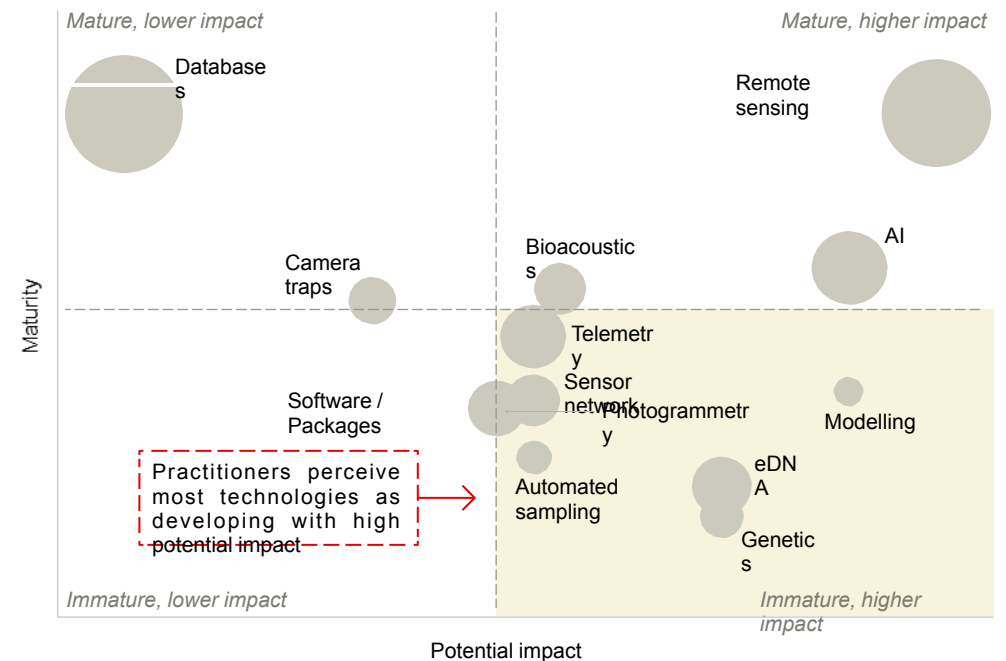 Mature, lower impact
Mature, higher impact
Database
s
Remote
sensing
AI
Bioacoustic
s
Camera
traps
Maturity
Telemetr
y
Sensor
network
Photogrammetr
y
Software /
Packages
Modelling
Practitioners perceive
most technologies as
developing with high
potential impact
eDN
A
Automated
sampling
Genetic
s
Immature, lower impact
Immature, higher
impact
Potential impact